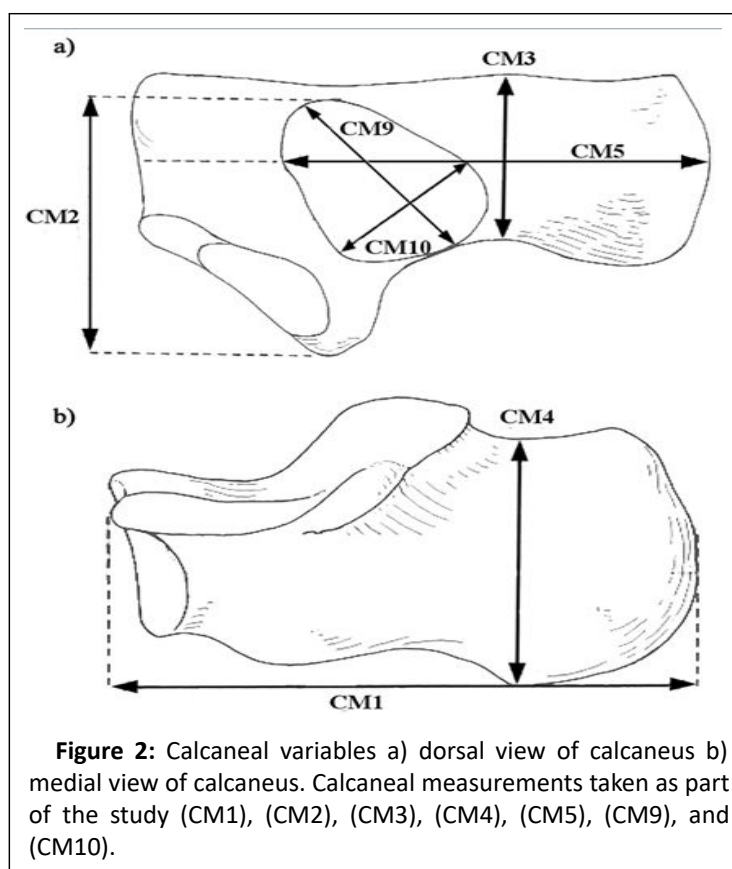 a)
CM3
CM9
CM5
CM2
CM10
b)
CM4
CM1
Figure 2: Calcaneal variables a) dorsal view of calcaneus b)
medial view of calcaneus. Calcaneal measurements taken as part
of the study (CM1), (CM2), (CM3), (CM4), (CM5), (CM9), and
(CM10).